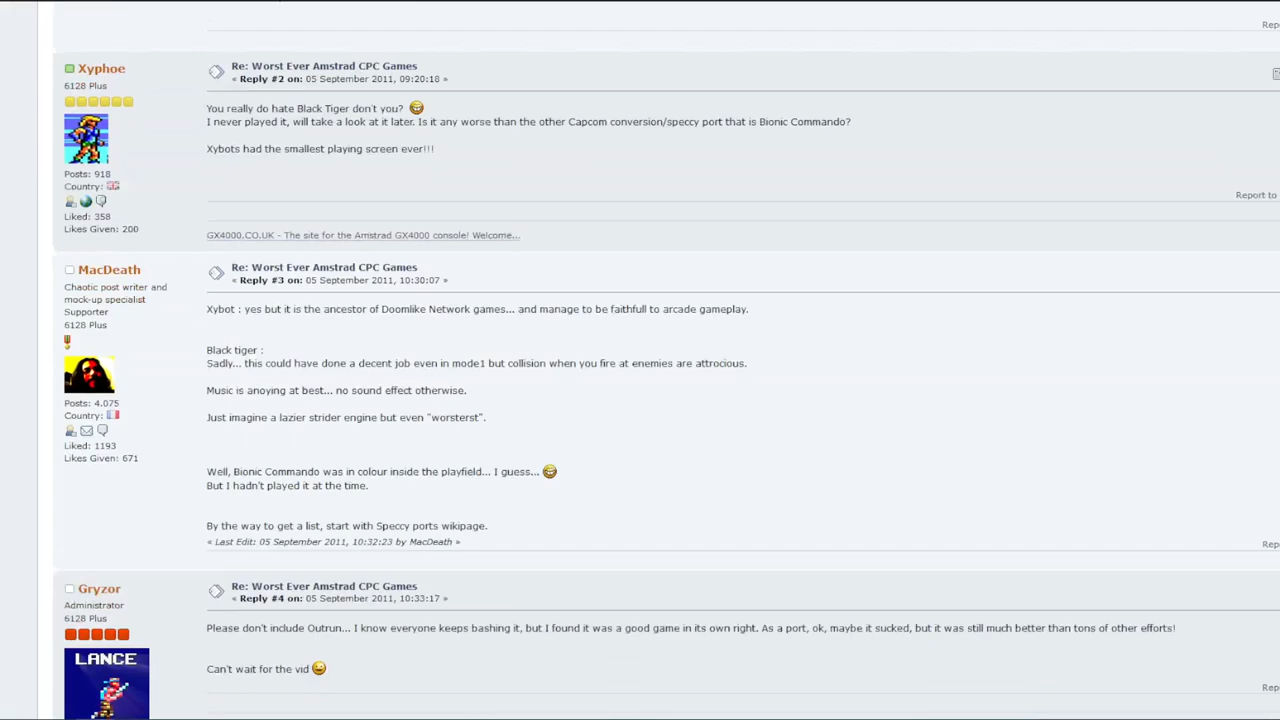 Repo
Xyphoe
6128 Plus
Posts: 918
Country:
Liked: 358
Likes Given: 200
Re: Worst Ever Amstrad CPC Games
« Reply #2 on: 05 September 2011, 09:20:18 »
You really do hate Black Tiger don't you?
I never played it, will take a look at it later. Is it any worse than the other Capcom conversion/speccy port that is Bionic Commando?
Xybots had the smallest playing screen ever!!!
Report to
GX4000.CO.UK - The site for the Amstrad GX4000 console! Welcome...
MacDeath
Chaotic post writer and
mock-up specialist
Supporter
6128 Plus
Posts: 4.075
Country:
Liked: 1193
Likes Given: 671
Re: Worst Ever Amstrad CPC Games
« Reply #3 on: 05 September 2011, 10:30:07 »
Xybot : yes but it is the ancestor of Doomlike Network games... and manage to be faithfull to arcade gameplay.
Black tiger :
Sadly... this could have done a decent job even in mode1 but collision when you fire at enemies are attrocious.
Music is anoying at best... no sound effect otherwise.
Just imagine a lazier strider engine but even "worsterst".
Well, Bionic Commando was in colour inside the playfield... I guess...
But I hadn't played it at the time.
By the way to get a list, start with Speccy ports wikipage.
« Last Edit: 05 September 2011, 10:32:23 by MacDeath »
Repo
Gryzor
Administrator
6128 Plus
LANCE
Re: Worst Ever Amstrad CPC Games
« Reply #4 on: 05 September 2011, 10:33:17 »
Please don't include Outrun... I know everyone keeps bashing it, but I found it was a good game in its own right. As a port, ok, maybe it sucked, but it was still much better than tons of other efforts!
Can't wait for the vid
Repo